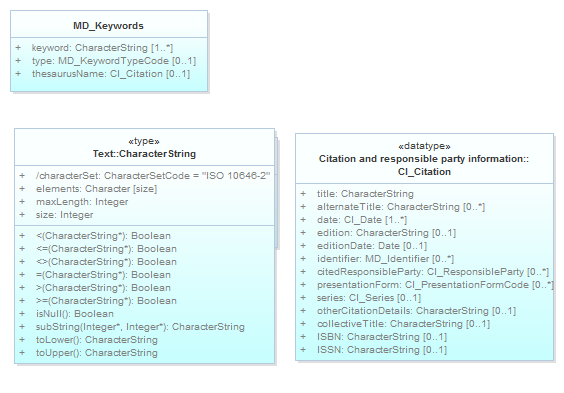 MD_Keywords
+ keyword: CharacterString [1..*]
+ type: MD_KeywordTypeCode [0..1]
+ thesaurusName: CI_Citation [0..1]
«type»
Text::CharacterString
+ /characterSet: CharacterSetCode = "ISO 10646-2"
+ elements: Character [size]
+ maxLength: Integer
+ size: Integer
+ <(CharacterString*): Boolean
+ <=(CharacterString*): Boolean
+ <>(CharacterString*): Boolean
+ =(CharacterString*): Boolean
+ >(CharacterString*): Boolean
+ >=(CharacterString*): Boolean
+ isNull(): Boolean
+ subString(Integer*, Integer*): CharacterString
+ toLower(): CharacterString
+ toUpper(): CharacterString
«datatype»
Citation and responsible party information::
CI_Citation
+ title: CharacterString
+ alternateTitle: CharacterString [0..*]
+ date: CI_Date [1..*]
+ edition: CharacterString [0..1]
+ editionDate: Date [0..1]
+ identifier: MD_Identifier [0..*]
+ citedResponsibleParty: CI_ResponsibleParty [0..*]
+ presentationForm: CI_PresentationFormCode [0..*]
+ series: CI_Series [0..1]
+ otherCitationDetails: CharacterString [0..1]
+ collectiveTitle: CharacterString [0..1]
+ ISBN: CharacterString [0..1]
+ ISSN: CharacterString [0..1]